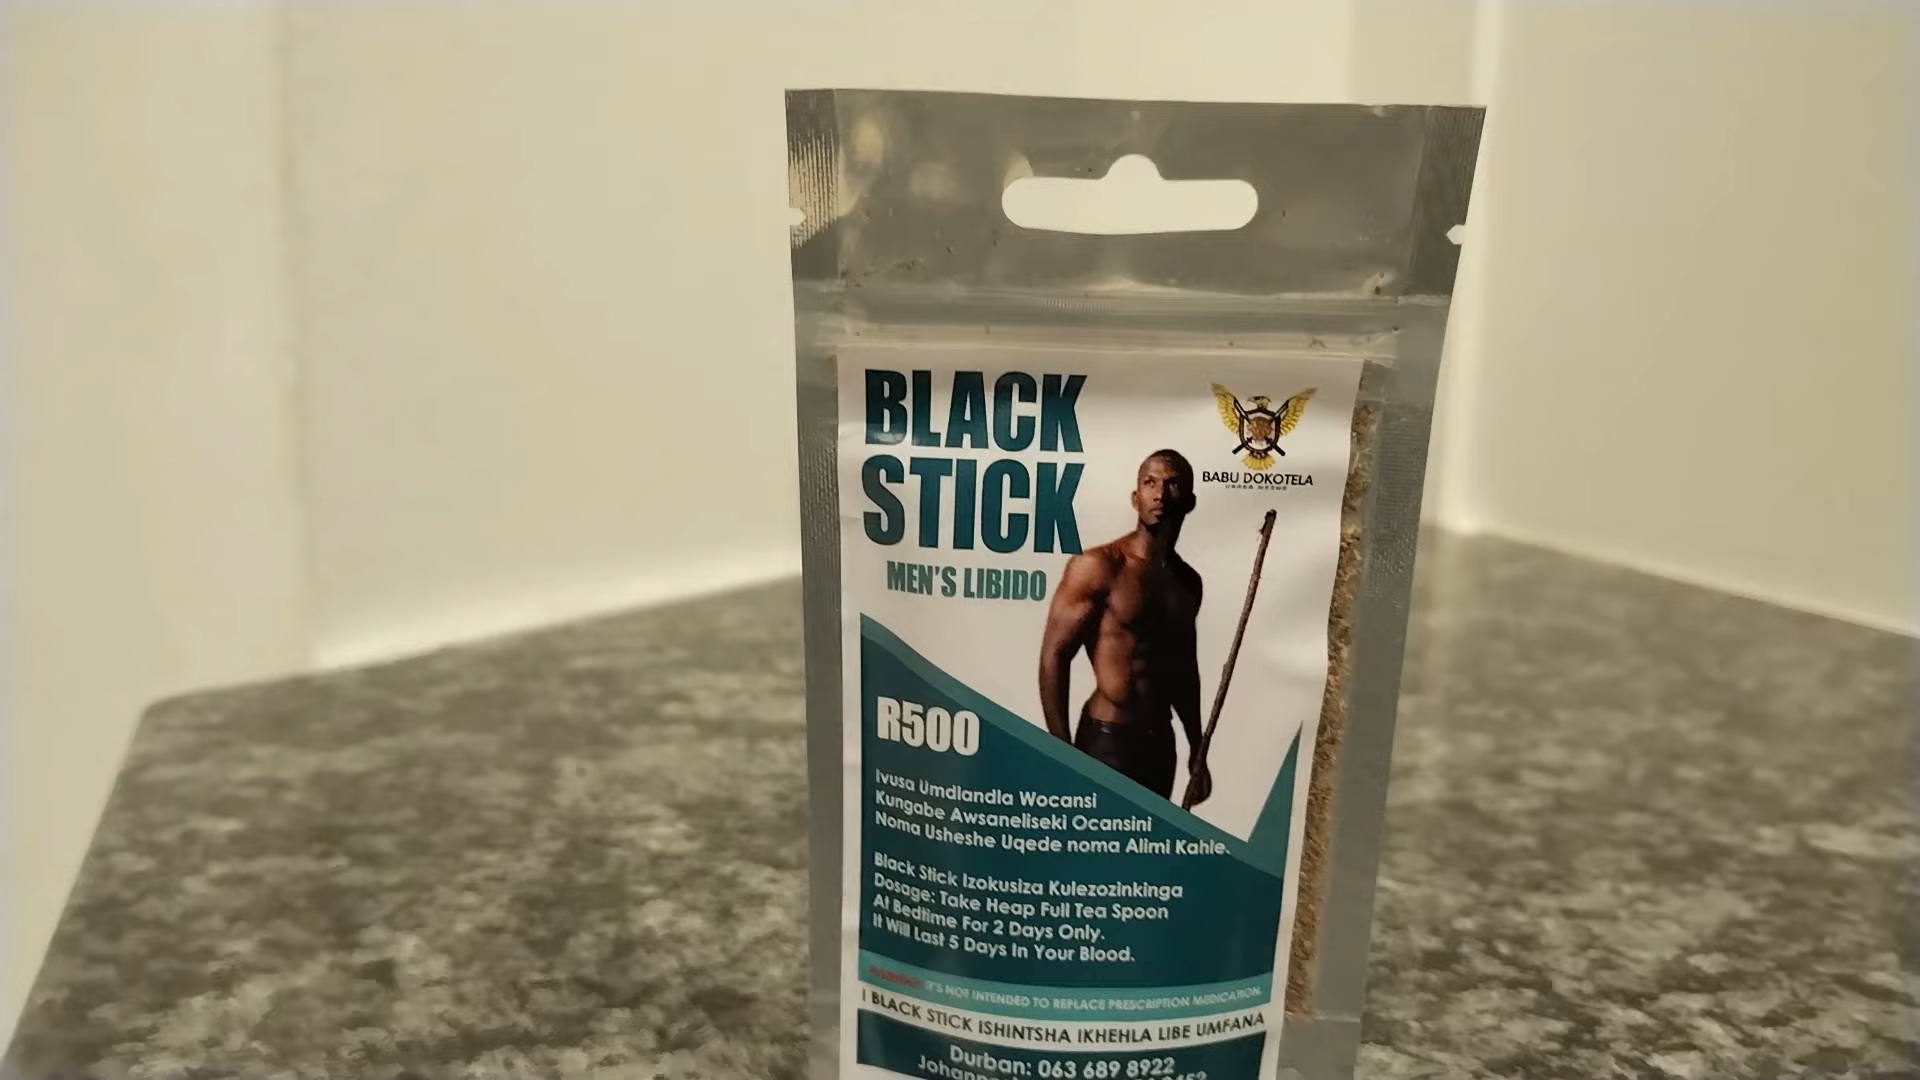 BLACK
STICK
MEN'S LIBIDO
BABU DOKOTELA
R500
Ivusa Umdlandla Wocansi
Kungabe Awsaneliseki Ocansini
Noma Usheshe Uqede noma Alimi Kahle.
Black Stick Izokusiza Kulezozinkinga
Dosage: Take Heap Full Tea Spoon
At Bedtime For 2 Days Only.
It Will Last 5 Days In Your Blood.
WARNING: IT'S NOT INTENDED TO REPLACE PRESCRIPTION MEDICATION.
I BLACK STICK ISHINTSHA IKHEHLA LIBE UMFANA
Durban: 063 689 8922